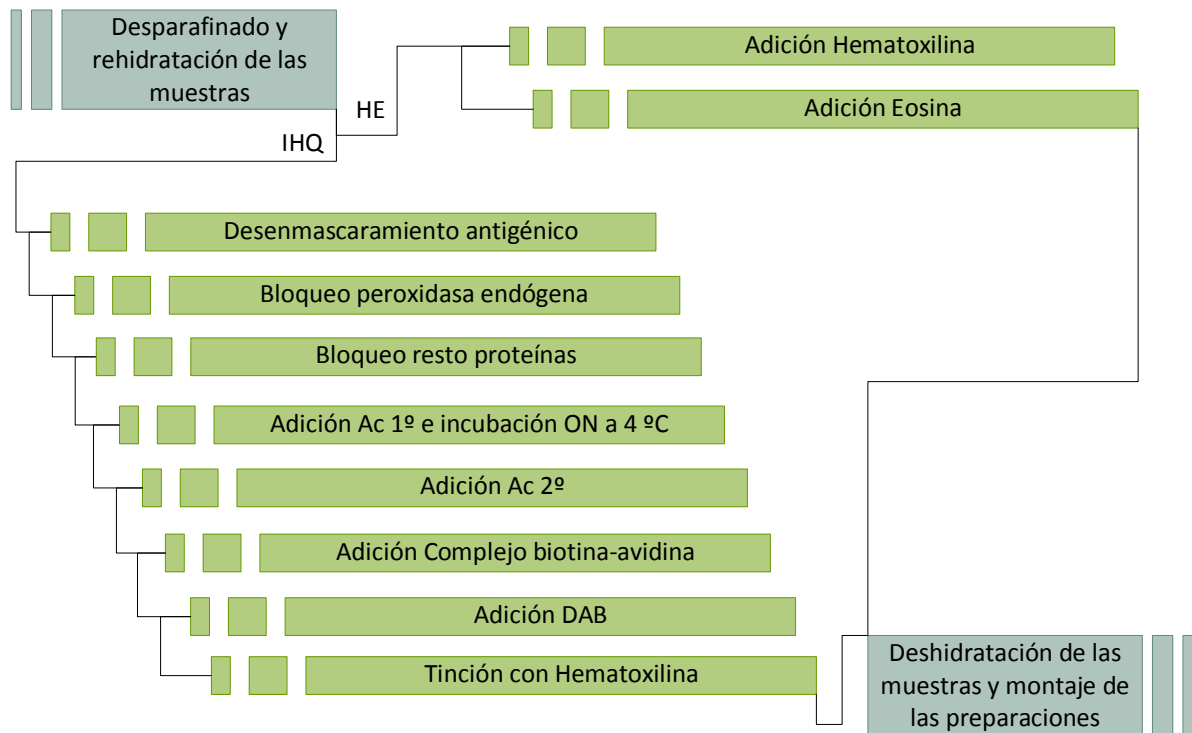 Desparafinado y
rehidratación de las
muestras
HE
IHQ
Adición Hematoxilina
Adición Eosina
Desenmascaramiento antigénico
Bloqueo peroxidasa endógena
Bloqueo resto proteínas
Adición Ac 1º e incubación ON a 4 ºC
Adición Ac 2º
Adición Complejo biotina-avidina
Adición DAB
Tinción con Hematoxilina
Deshidratación de las
muestras y montaje de
las preparaciones